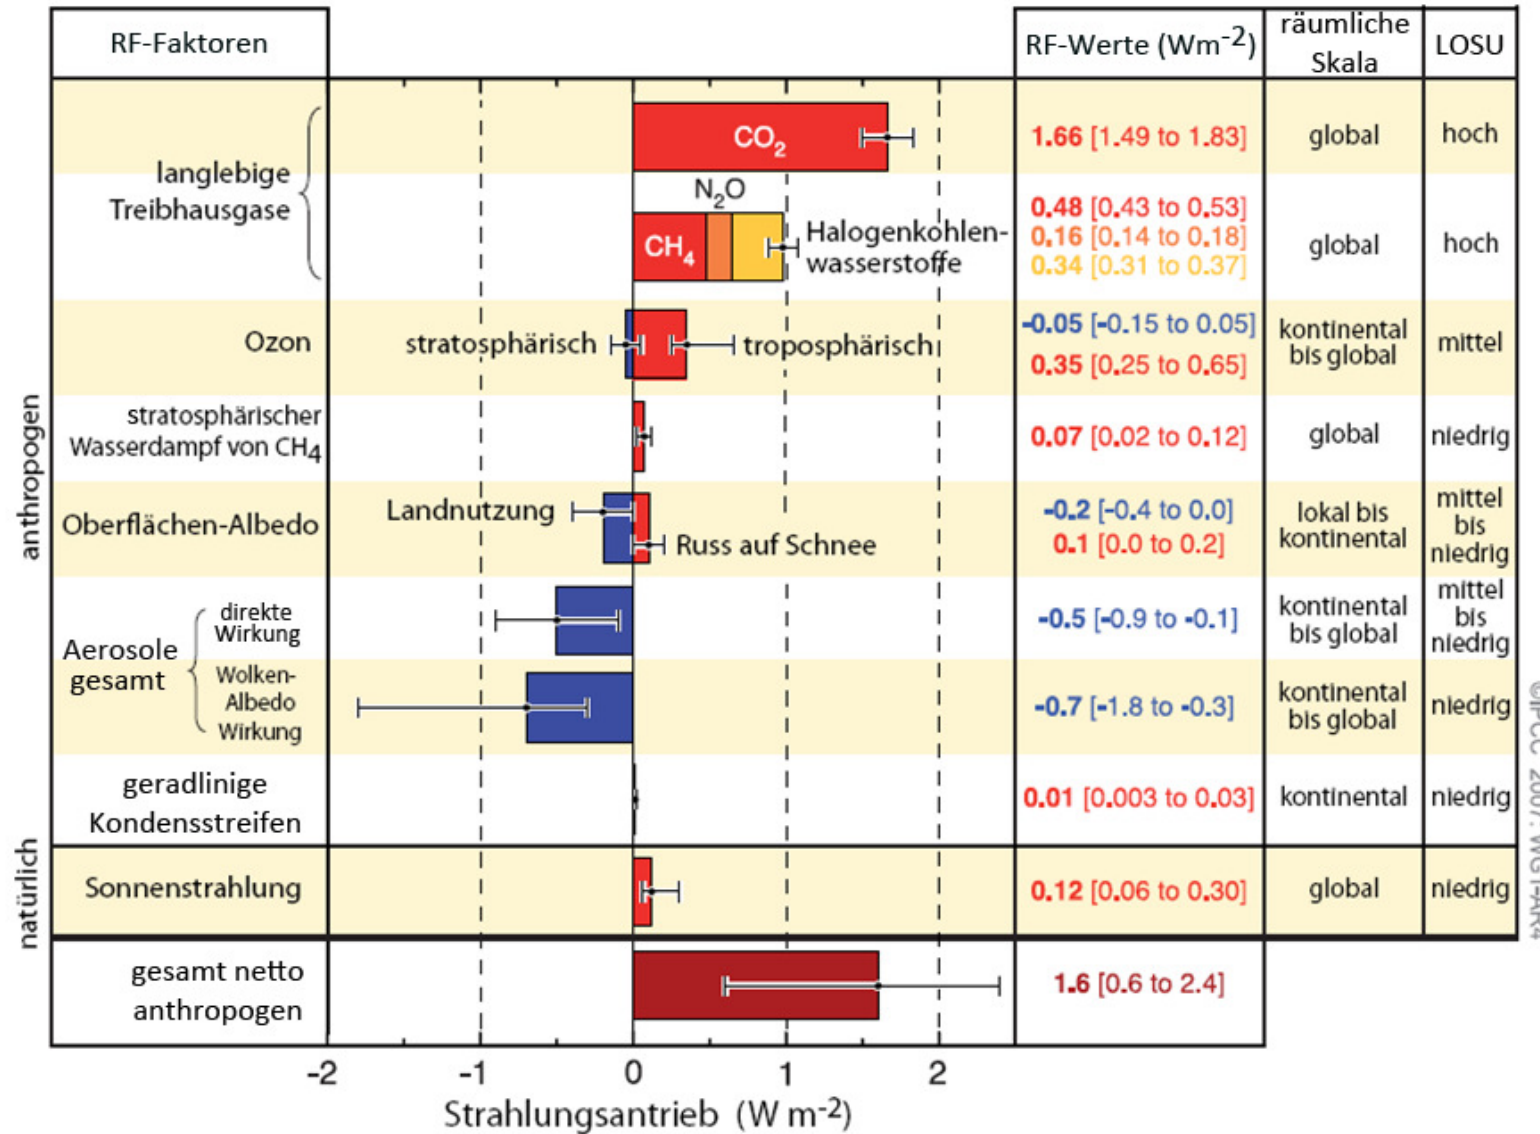 RF-Faktoren
RF-Werte (Wm-2)
räumliche
Skala
LOSU
anthropogen
langlebige
Treibhausgase
CO2
1.66 [1.49 to 1.83]
global
hoch
N2O
CH4
Halogenkohlen-
wasserstoffe
0.48 [0.43 to 0.53]
0.16 [0.14 to 0.18]
0.34 [0.31 to 0.37]
global
hoch
Ozon
stratosphärisch
troposphärisch
-0.05 [-0.15 to 0.05]
0.35 [0.25 to 0.65]
kontinental
bis global
mittel
stratosphärischer
Wasserdampf von CH4
0.07 [0.02 to 0.12]
global
niedrig
Oberflächen-Albedo
Landnutzung
Russ auf Schnee
-0.2 [-0.4 to 0.0]
0.1 [0.0 to 0.2]
lokal bis
kontinental
mittel
bis
niedrig
Aerosole
gesamt
direkte
Wirkung
-0.5 [-0.9 to -0.1]
kontinental
bis global
mittel
bis
niedrig
Wolken-
Albedo
Wirkung
-0.7 [-1.8 to -0.3]
kontinental
bis global
niedrig
geradlinige
Kondensstreifen
0.01 [0.003 to 0.03]
kontinental
niedrig
natürlich
Sonnenstrahlung
0.12 [0.06 to 0.30]
global
niedrig
gesamt netto
anthropogen
1.6 [0.6 to 2.4]
-2 -1 0 1 2
Strahlungsantrieb (W m-2)
©IPCC 2007: WG1-AR4